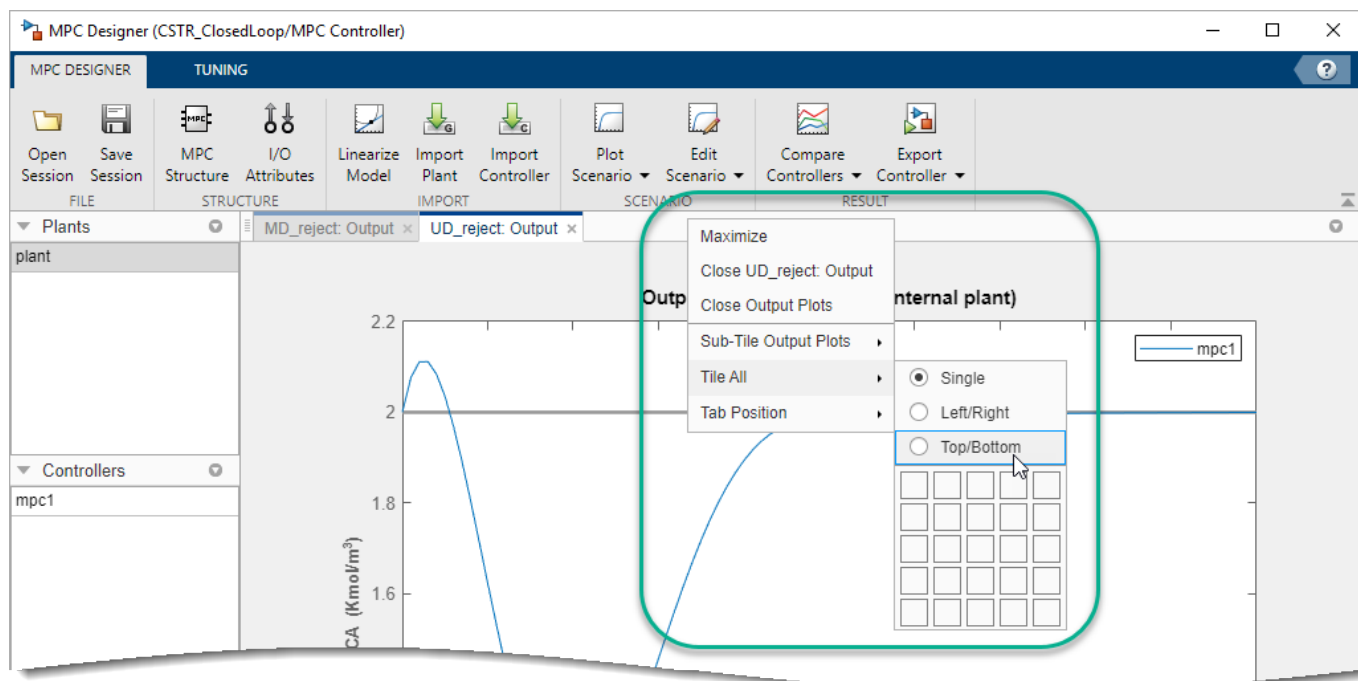 MPC Designer (CSTR_ClosedLoop/MPC Controller)
MPC DESIGNER TUNING
?
MPC
G
C
Open Session
Save Session
MPC Structure
I/O Attributes
Linearize Model
Import Plant
Import Controller
Plot Scenario
Edit Scenario
Compare Controllers
Export Controller
FILE STRUCTURE IMPORT SCENARIO RESULT
Plants
plant
Controllers
mpc1
MD_reject: Output UD_reject: Output
Maximize
Close UD_reject: Output
Close Output Plots
Sub-Tile Output Plots
Tile All
Tab Position
Single
Left/Right
Top/Bottom
Outp nternal plant)
mpc1
2.2
2
1.8
1.6
CA (Kmol/m³)